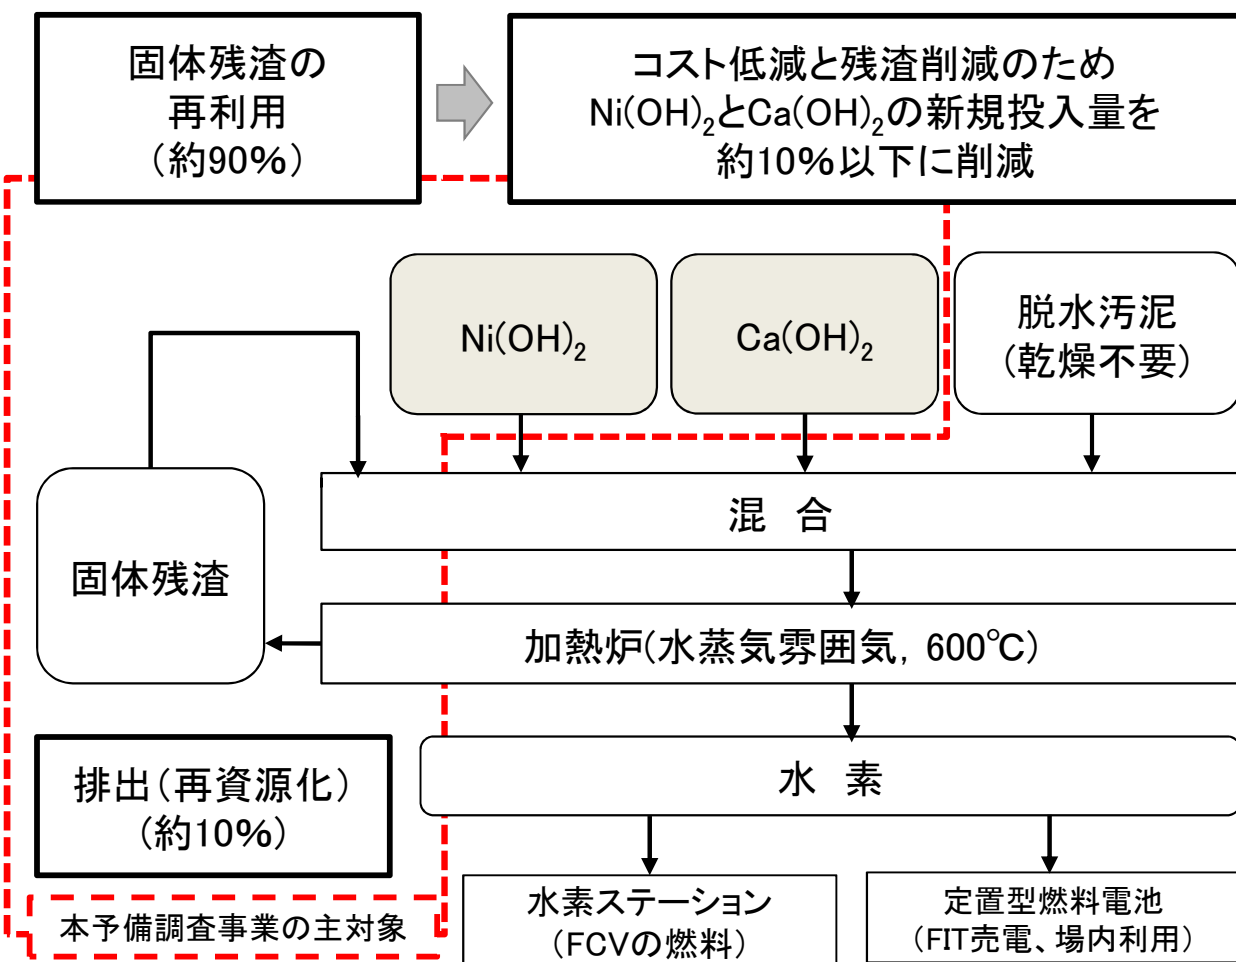 固体残渣の
再利用
（約90％）
コスト低減と残渣削減のため
Ni(OH)₂とCa(OH)₂の新規投入量を
約10％以下に削減
Ni(OH)₂
Ca(OH)₂
脱水汚泥
(乾燥不要)
混 合
固体残渣
加熱炉(水蒸気雰囲気，600℃)
水 素
排出（再資源化）
（約10％）
水素ステーション
（FCVの燃料）
定置型燃料電池
（FIT売電、場内利用）
本予備調査事業の主対象